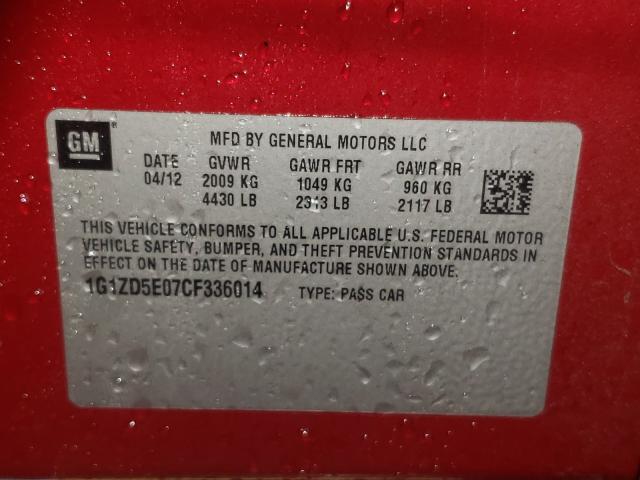 GM ®
MFD BY GENERAL MOTORS LLC
DATE GVWR GAWR FRT GAWR RR
04/12 2009 KG 1049 KG 960 KG
4430 LB 2313 LB 2117 LB
THIS VEHICLE CONFORMS TO ALL APPLICABLE U.S. FEDERAL MOTOR
VEHICLE SAFETY, BUMPER, AND THEFT PREVENTION STANDARDS IN
EFFECT ON THE DATE OF MANUFACTURE SHOWN ABOVE.
1G1ZD5E07CF336014 TYPE: PASS CAR